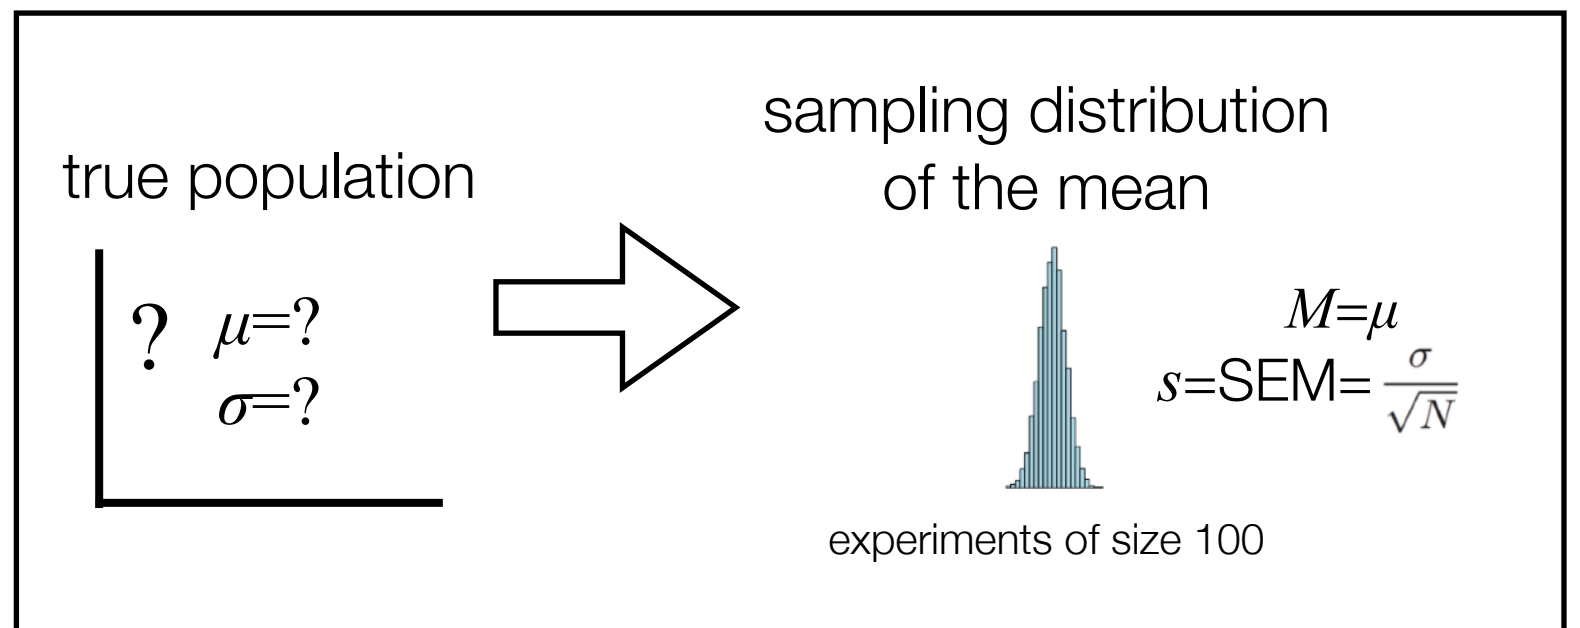 true population
? μ=?
σ=?
sampling distribution
of the mean
M=μ
s=SEM= σ/√N
experiments of size 100